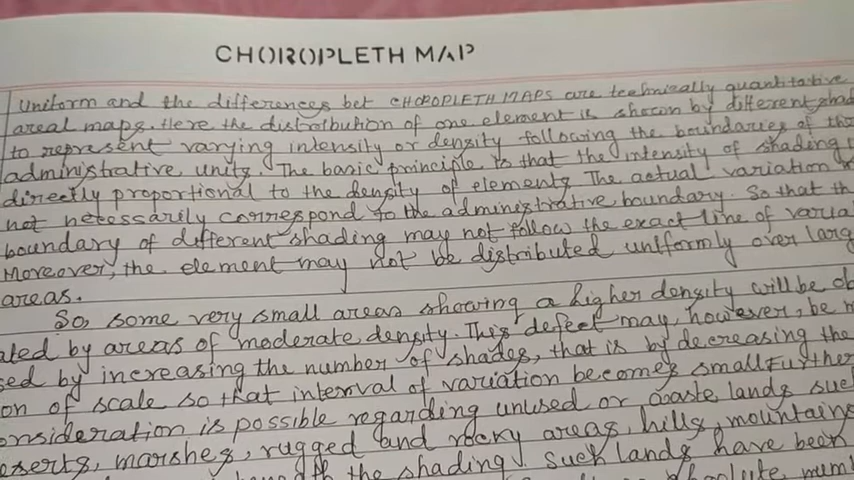 CHOROPLETH MAP
Uniform and the differences bet CHOROPLETH MAPS are technically quantitative
areal maps. Here the distribution of one element is shown by different shad
to represent varying intensity or density following the boundaries of the
administrative units. The basic principle is that the intensity of shading
directly proportional to the density of elements The actual variation
not necessarily correspond to the administrative boundary. So that th
boundary of different shading may not follow the exact line of varia
Moreover, the element may not be distributed uniformly over larg
areas.
So, some very small areas showing a higher density will be ob
ated by areas of moderate density. This defect may, however, be m
sed by increasing the number of shades, that is by decreasing the
on of scale so that interval of variation becomes small Further
onsideration is possible regarding unused or waste lands suc
eserts, marshes, rugged and rocky areas, hills, mountains
the shading. Such lands have been